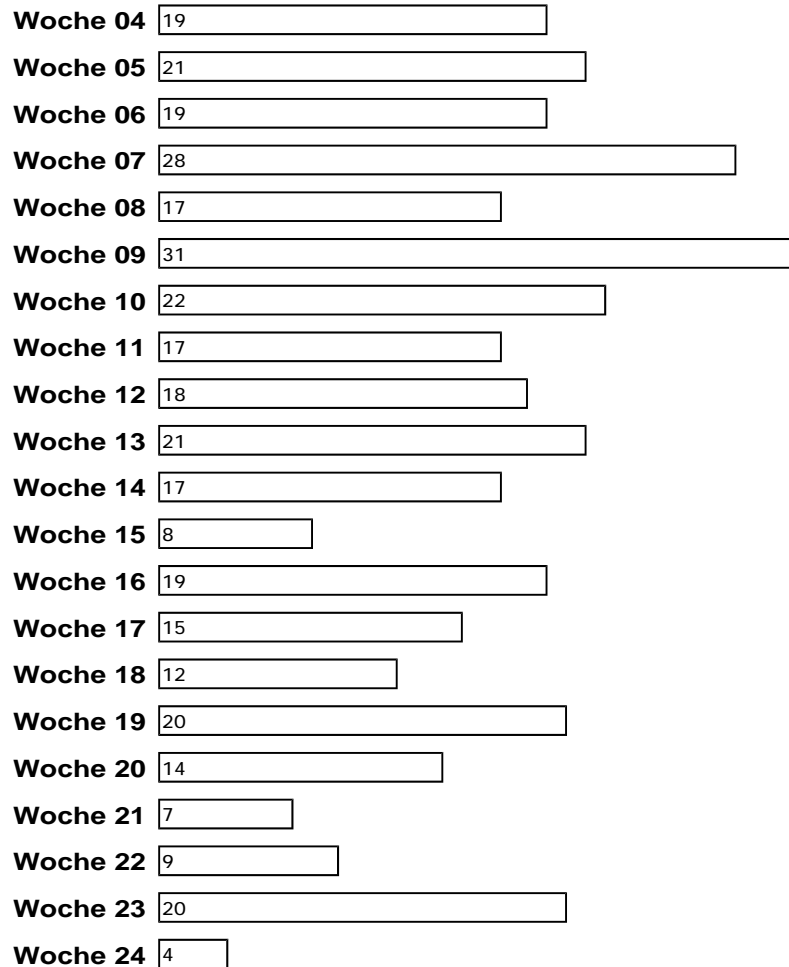 Woche 04 19
Woche 05 21
Woche 06 19
Woche 07 28
Woche 08 17
Woche 09 31
Woche 10 22
Woche 11 17
Woche 12 18
Woche 13 21
Woche 14 17
Woche 15 8
Woche 16 19
Woche 17 15
Woche 18 12
Woche 19 20
Woche 20 14
Woche 21 7
Woche 22 9
Woche 23 20
Woche 24 4